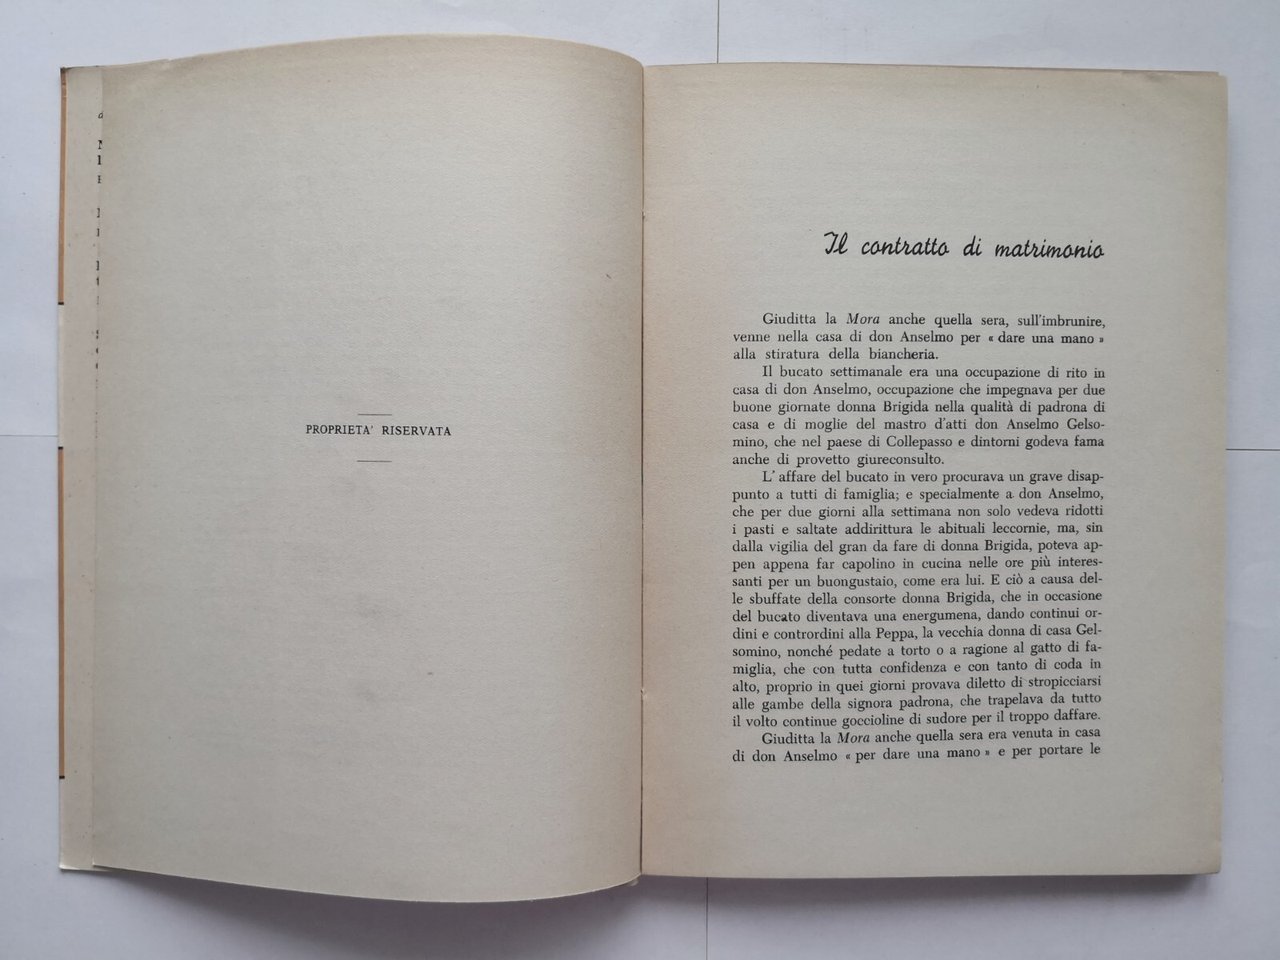 PROPRIETA' RISERVATA
Il contratto di matrimonio
Giuditta la Mora anche quella sera, sull'imbrunire,
venne nella casa di don Anselmo per « dare una mano »
alla stiratura della biancheria.
Il bucato settimanale era una occupazione di rito in
casa di don Anselmo, occupazione che impegnava per due
buone giornate donna Brigida nella qualità di padrona di
casa e di moglie del mastro d'atti don Anselmo Gelso-
mino, che nel paese di Collepasso e dintorni godeva fama
anche di provetto giureconsulto.
L'affare del bucato in vero procurava un grave disap-
punto a tutti di famiglia; e specialmente a don Anselmo,
che per due giorni alla settimana non solo vedeva ridotti
i pasti e saltate addirittura le abituali leccornie, ma, sin
dalla vigilia del gran da fare di donna Brigida, poteva ap-
pen appena far capolino in cucina nelle ore più interes-
santi per un buongustaio, come era lui. E ciò a causa del-
le sbuffate della consorte donna Brigida, che in occasione
del bucato diventava una energumena, dando continui or-
dini e contrordini alla Peppa, la vecchia donna di casa Gel-
somino, nonché pedate a torto o a ragione al gatto di fa-
miglia, che con tutta confidenza e con tanto di coda in
alto, proprio in quei giorni provava diletto di stropicciarsi
alle gambe della signora padrona, che trapelava da tutto
il volto continue goccioline di sudore per il troppo daffare.
Giuditta la Mora anche quella sera era venuta in casa
di don Anselmo « per dare una mano » e per portare le